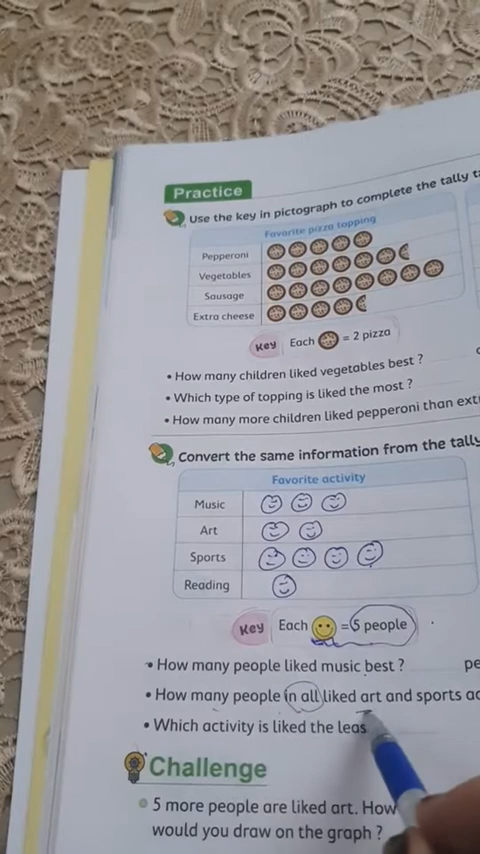 Practice
Use the key in pictograph to complete the tally
Favorite pizza topping
Pepperoni
Vegetables
Sausage
Extra cheese
Key Each = 2 pizza
• How many children liked vegetables best ?
• Which type of topping is liked the most ?
• How many more children liked pepperoni than
Convert the same information from the tally
Favorite activity
Music
Art
Sports
Reading
Key Each = 5 people
• How many people liked music best ? pe
• How many people in all liked art and sports
• Which activity is liked the leas
Challenge
5 more people are liked art. How
would you draw on the graph ?